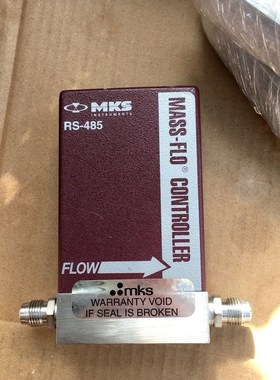 MKS
INSTRUMENTS
RS-485
MASS-FLO® CONTROLLER
FLOW
mks
WARRANTY VOID
IF SEAL IS BROKEN